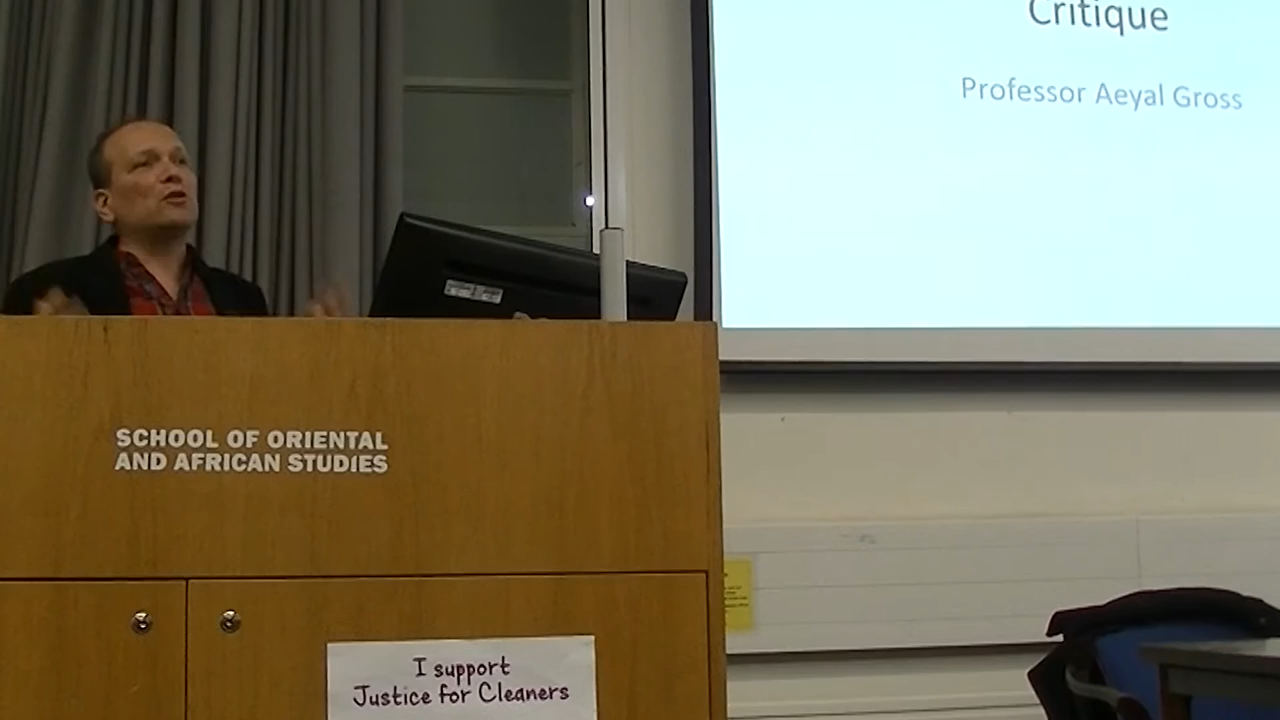 Critique
Professor Aeyal Gross
SCHOOL OF ORIENTAL
AND AFRICAN STUDIES
I support
Justice for Cleaners